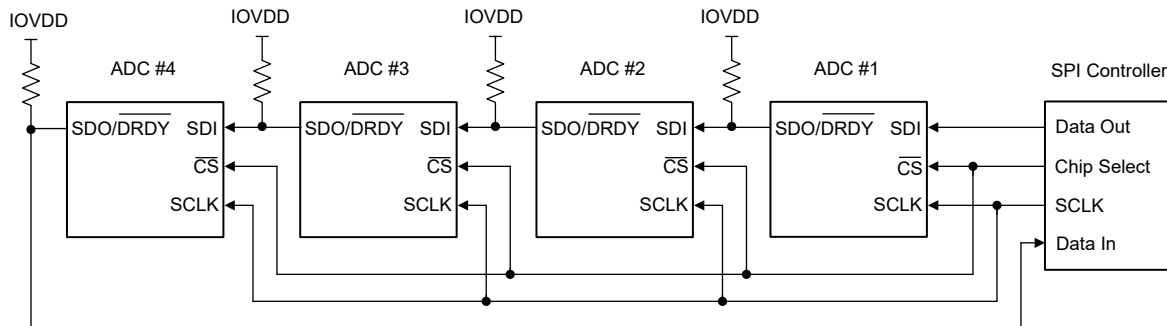 IOVDD
IOVDD
IOVDD
IOVDD
ADC #4
ADC #3
ADC #2
ADC #1
SPI Controller
SDO/DRDY
SDI
CS
SCLK
SDO/DRDY
SDI
CS
SCLK
SDO/DRDY
SDI
CS
SCLK
SDO/DRDY
SDI
CS
SCLK
Data Out
Chip Select
SCLK
Data In